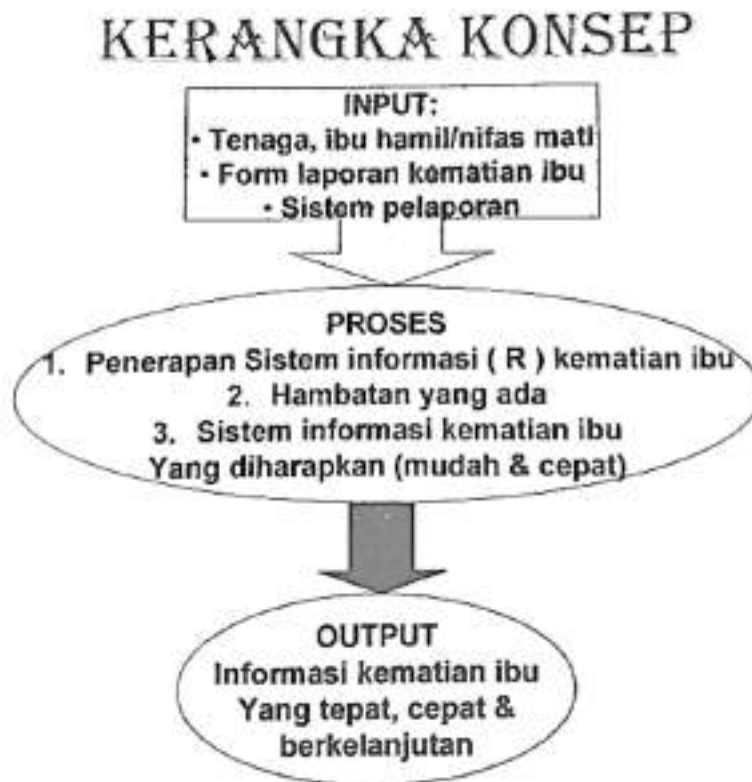 KERANGKA KONSEP
INPUT:
• Tenaga, ibu hamil/nifas mati
• Form laporan kematian ibu
• Sistem pelaporan
PROSES
1. Penerapan Sistem informasi ( R ) kematian ibu
2. Hambatan yang ada
3. Sistem informasi kematian ibu
Yang diharapkan (mudah & cepat)
OUTPUT
Informasi kematian ibu
Yang tepat, cepat &
berkelanjutan